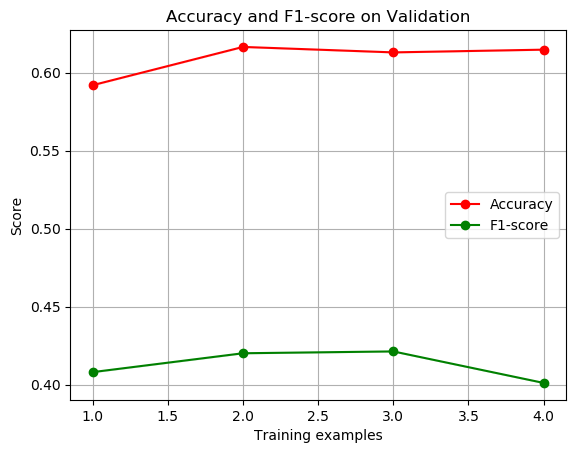 Accuracy and F1-score on Validation
0.60
0.55
0.50
0.45
0.40
Score
Accuracy
F1-score
1.0 1.5 2.0 2.5 3.0 3.5 4.0
Training examples